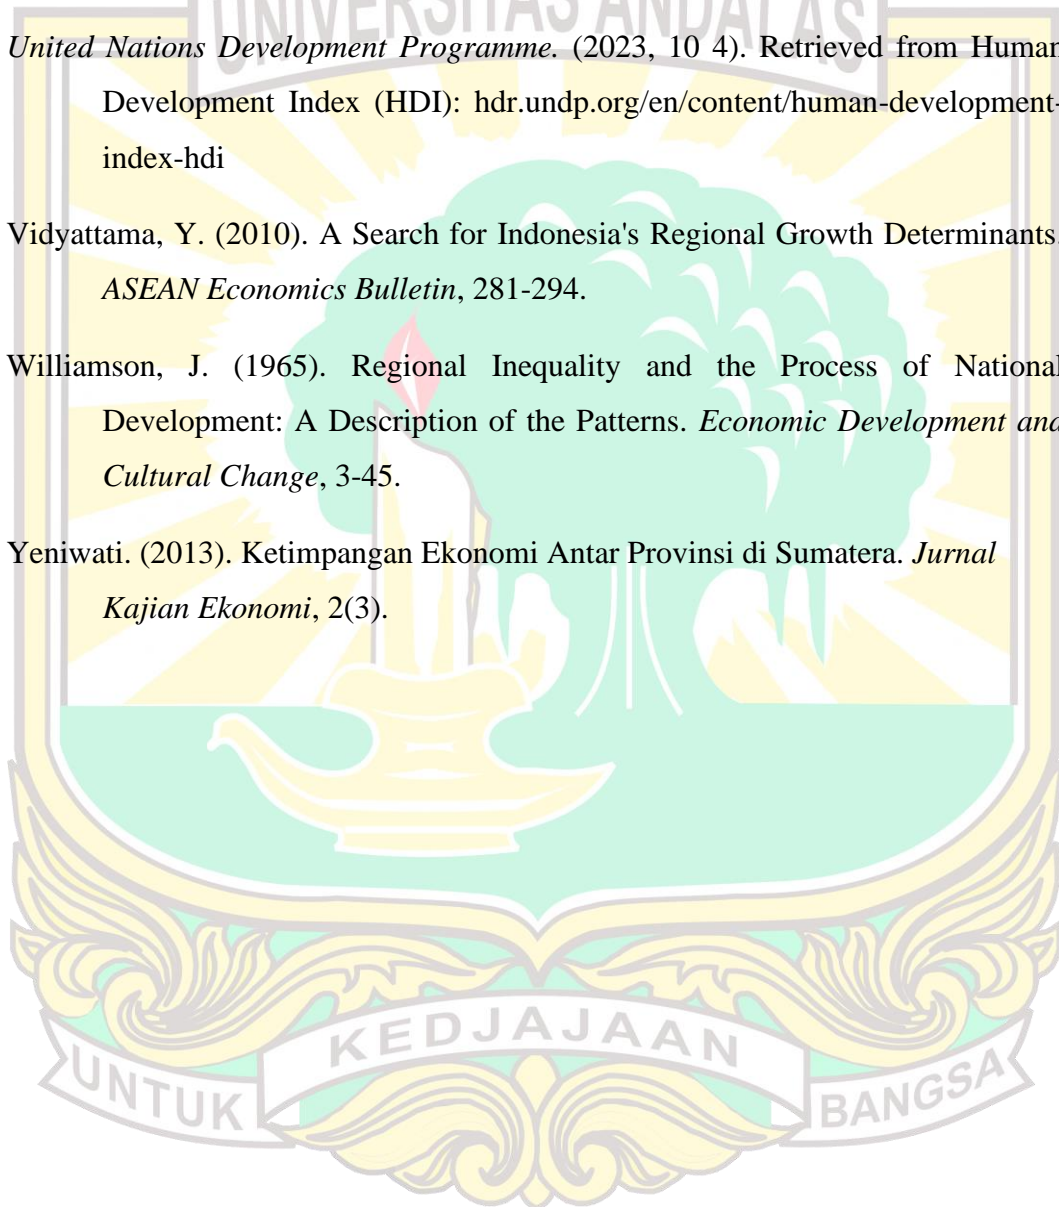 UNIVERSITAS ANDALAS
United Nations Development Programme. (2023, 10 4). Retrieved from Human
Development Index (HDI): hdr.undp.org/en/content/human-development-
index-hdi
Vidyattama, Y. (2010). A Search for Indonesia's Regional Growth Determinants.
ASEAN Economics Bulletin, 281-294.
Williamson, J. (1965). Regional Inequality and the Process of National
Development: A Description of the Patterns. Economic Development and
Cultural Change, 3-45.
Yeniwati. (2013). Ketimpangan Ekonomi Antar Provinsi di Sumatera. Jurnal
Kajian Ekonomi, 2(3).
UNTUK KEDJAJAAN BANGSA